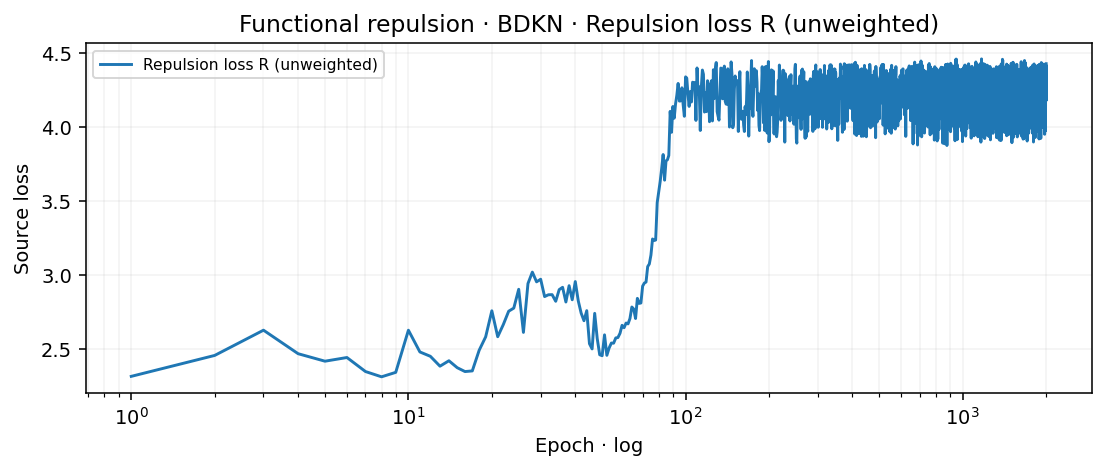 Functional repulsion · BDKN · Repulsion loss R (unweighted)
Repulsion loss R (unweighted)
Source loss
4.5
4.0
3.5
3.0
2.5
10⁰
10¹
10²
10³
Epoch · log